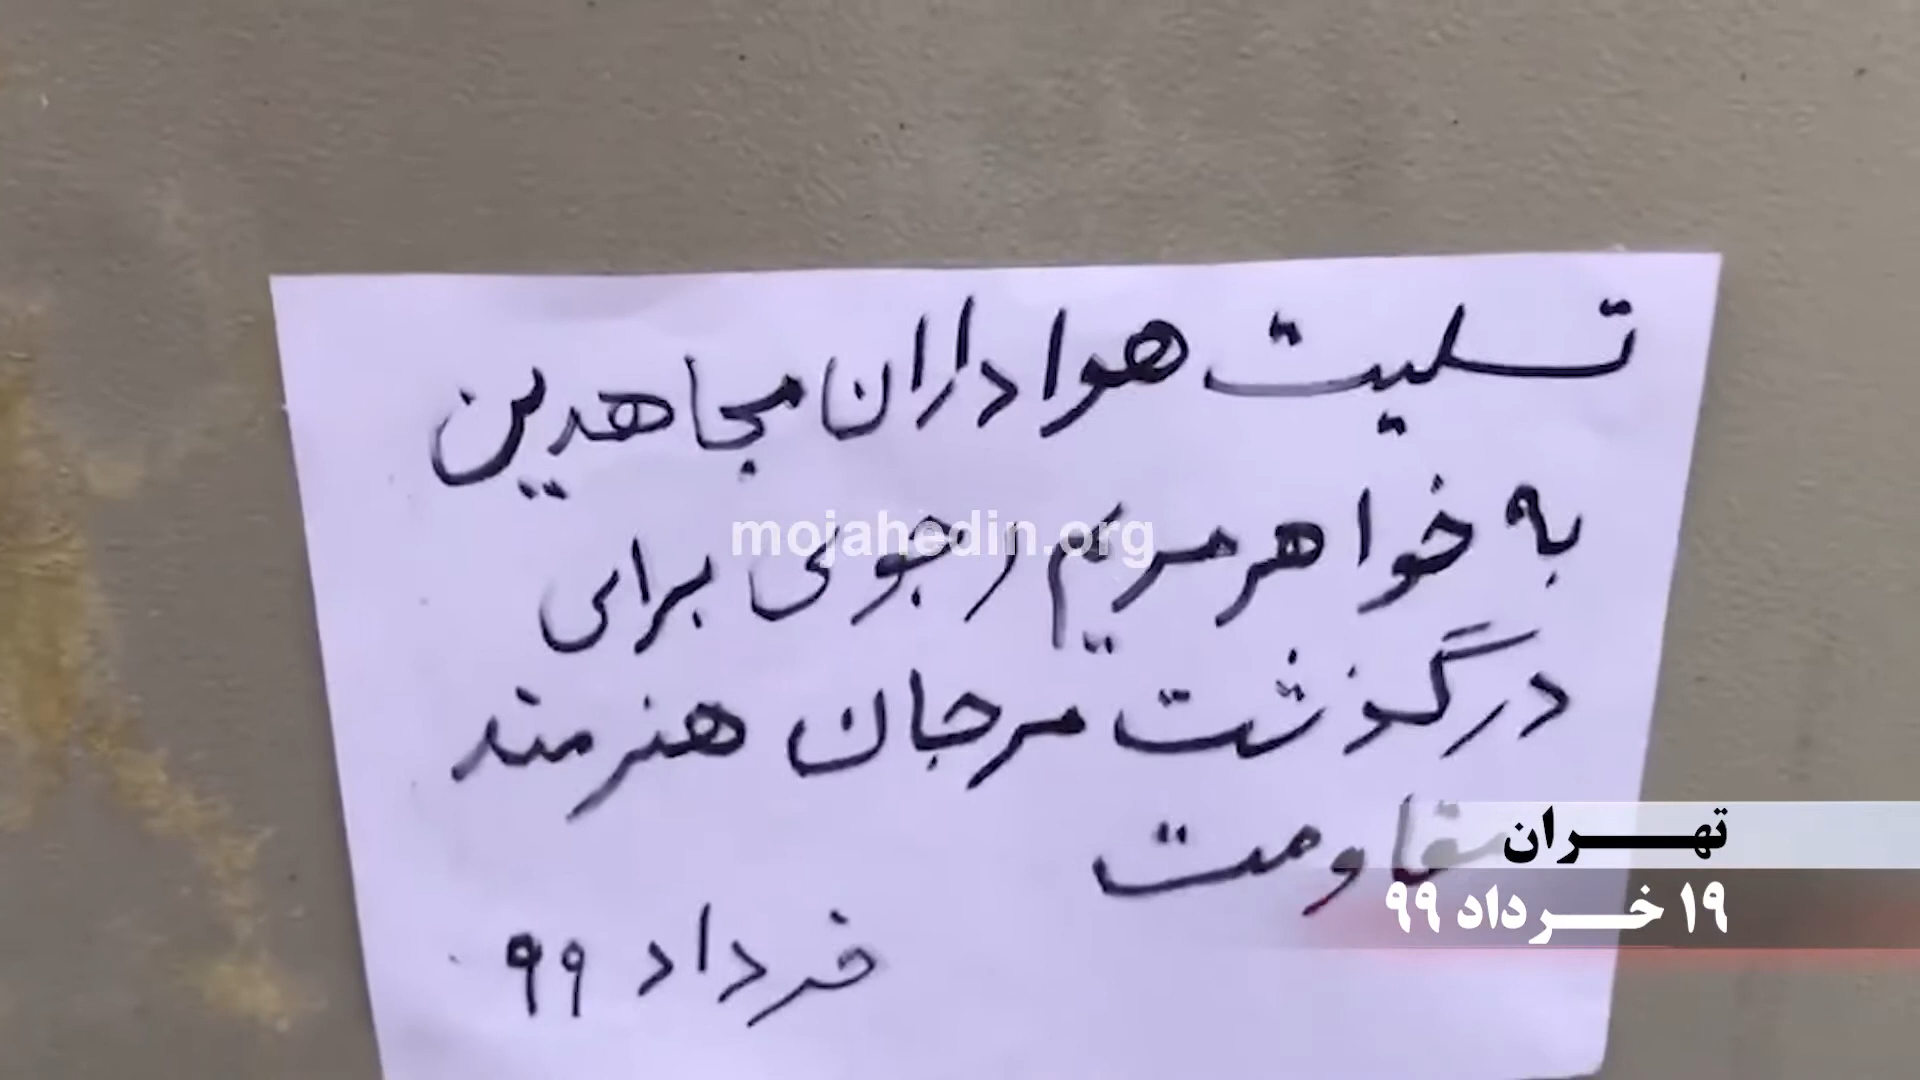 تسلیت هواداران مجاهدین
به خواهر مریم رجوی برای
درگذشت مرجان هنرمند
مقاومت
خرداد ۹۹
mojahedin.org
تهران
۱۹ خرداد ۹۹